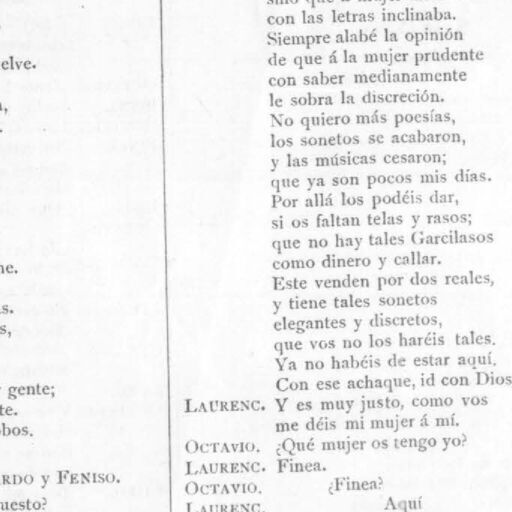 elve.
gente;
te.
obos.
ARDO y FENISO.
uesto?
con las letras inclinaba.
Siempre alabé la opinión
de que á la mujer prudente
con saber medianamente
le sobra la discreción.
No quiero más poesías,
los sonetos se acabaron,
y las músicas cesaron;
que ya son pocos mis días.
Por allá los podéis dar,
si os faltan telas y rasos;
que no hay tales Garcilasos
como dinero y callar.
Este venden por dos reales,
y tiene tales sonetos
elegantes y discretos,
que vos no los haréis tales.
Ya no habéis de estar aquí.
Con ese achaque, id con Dios
LAURENC. Y es muy justo, como vos
me déis mi mujer á mí.
OCTAVIO. ¿Qué mujer os tengo yo?
LAURENC. Finea.
OCTAVIO. ¿Finea?
LAURENC. Aquí